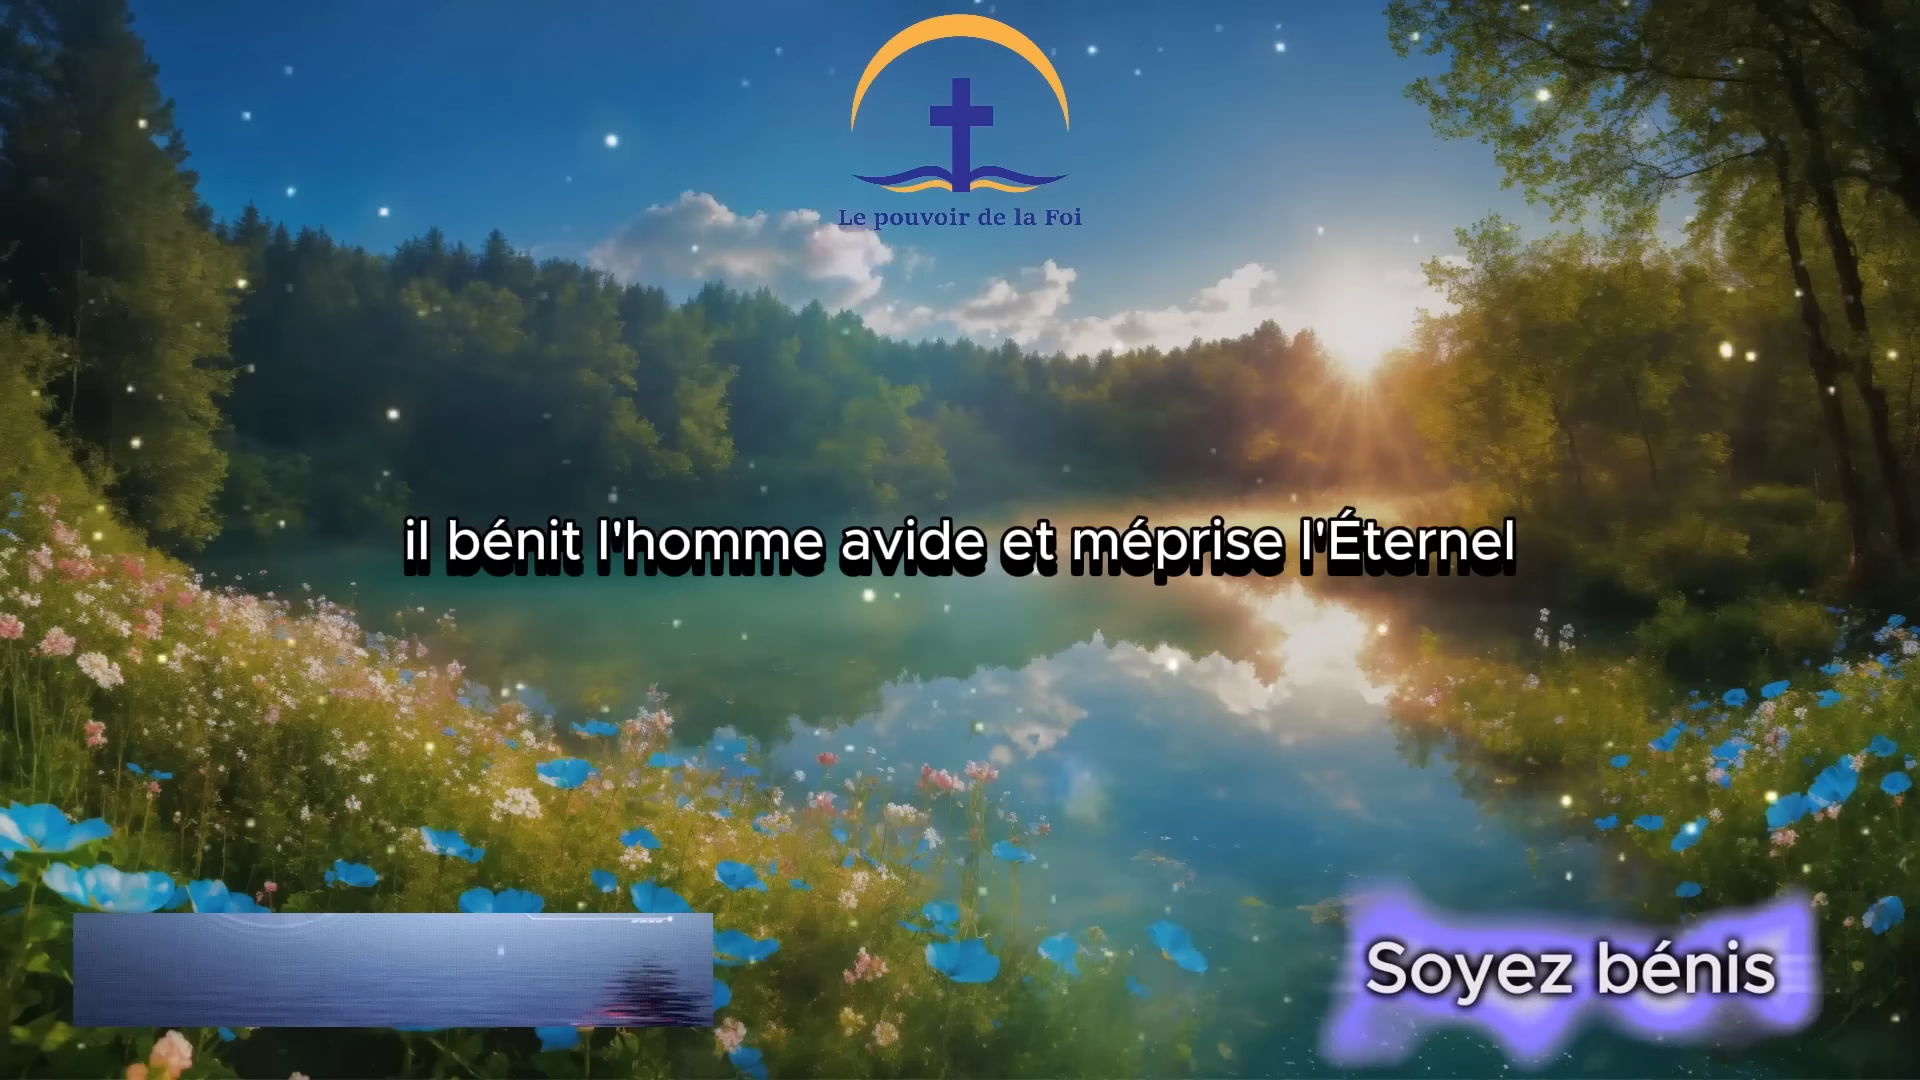 Le pouvoir de la Foi
il bénit l'homme avide et méprise l'Éternel
Soyez bénis